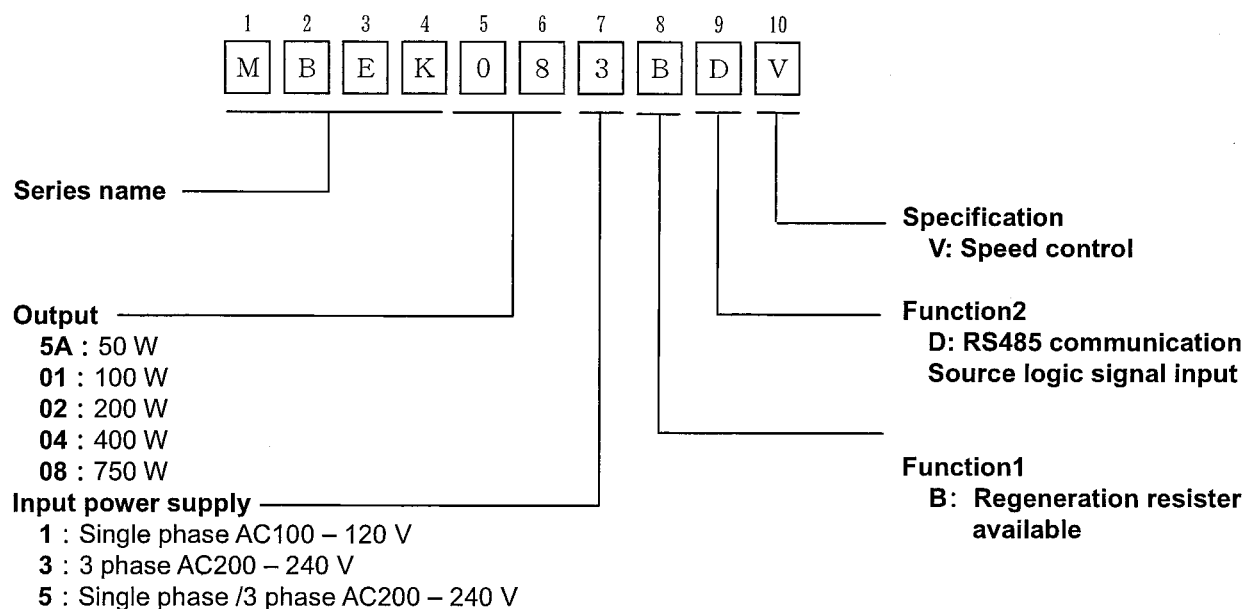 1 2 3 4 5 6 7 8 9 10
M B E K 0 8 3 B D V
Series name
Output
5A : 50 W
01 : 100 W
02 : 200 W
04 : 400 W
08 : 750 W
Input power supply
1 : Single phase AC100 – 120 V
3 : 3 phase AC200 – 240 V
5 : Single phase /3 phase AC200 – 240 V
Specification
V: Speed control
Function2
D: RS485 communication
Source logic signal input
Function1
B: Regeneration resister
available